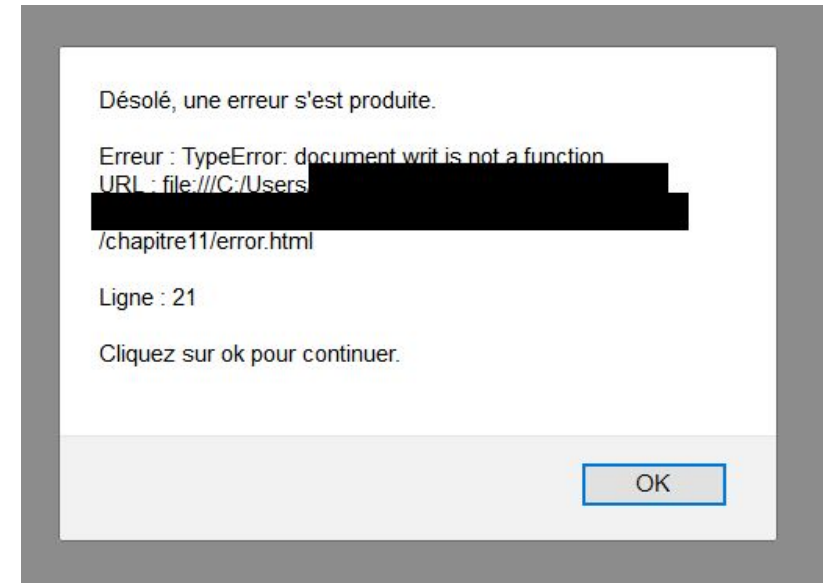 Désolé, une erreur s'est produite.
Erreur : TypeError: document writ is not a function
URL : file:///C:/Users
/chapitre11/error.html
Ligne : 21
Cliquez sur ok pour continuer.
OK